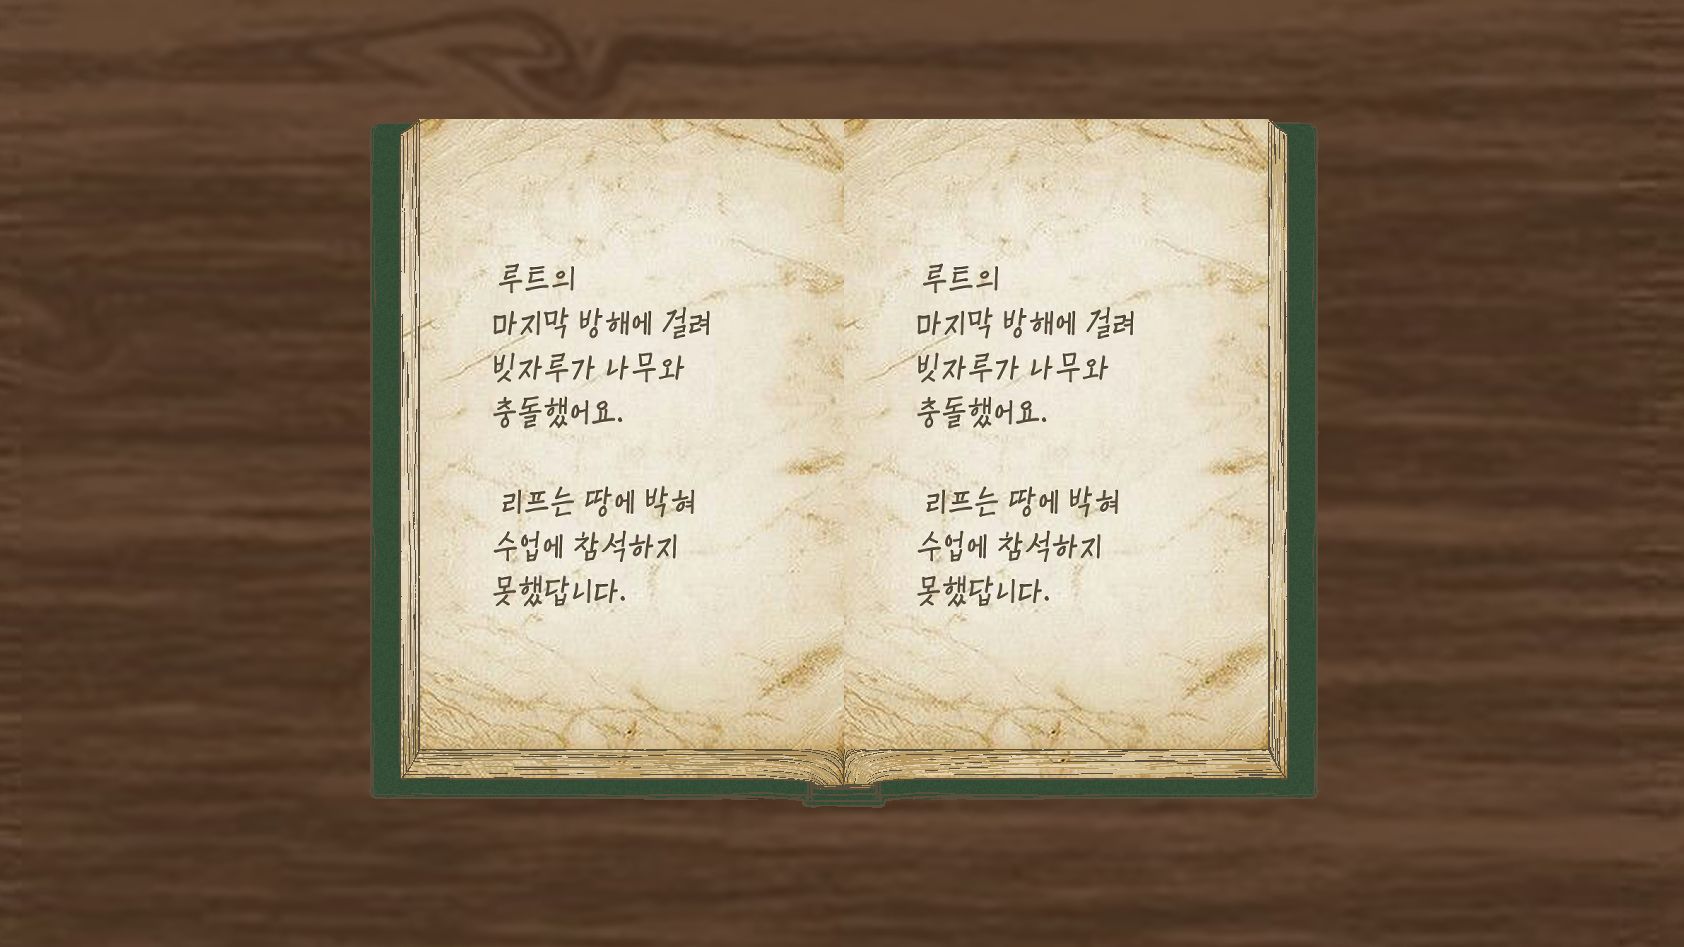 루트의
마지막 방해에 걸려
빗자루가 나무와
충돌했어요.
리프는 땅에 박혀
수업에 참석하지
못했답니다.
루트의
마지막 방해에 걸려
빗자루가 나무와
충돌했어요.
리프는 땅에 박혀
수업에 참석하지
못했답니다.